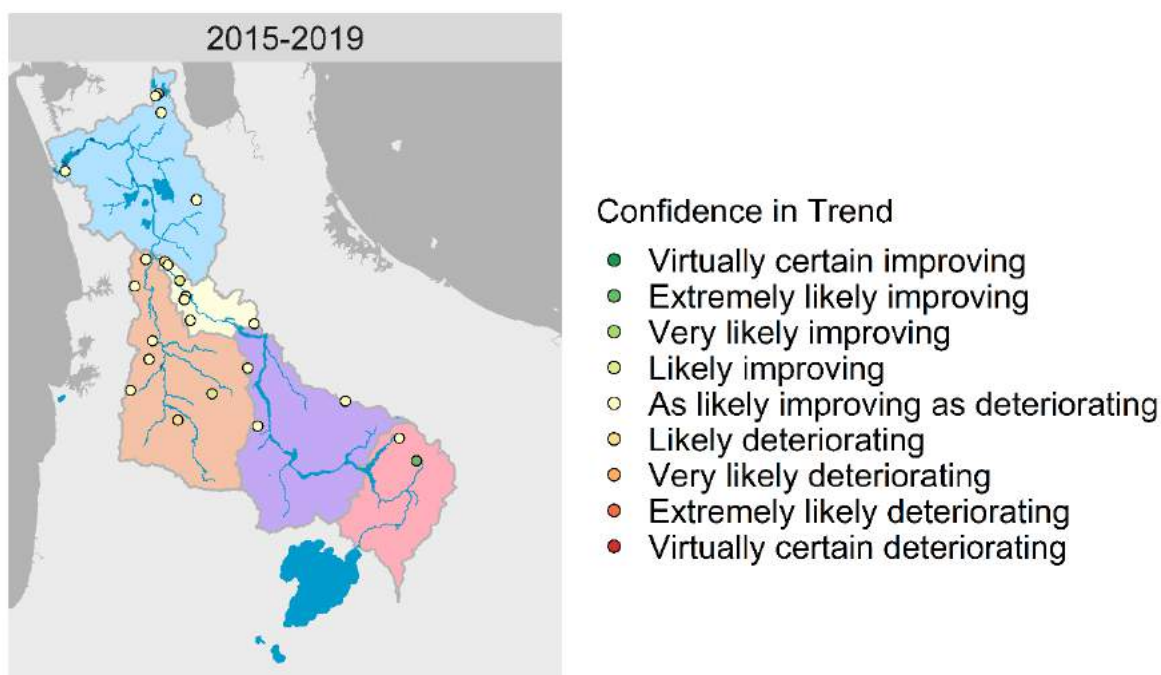 2015-2019
Confidence in Trend
Virtually certain improving
Extremely likely improving
Very likely improving
Likely improving
As likely improving as deteriorating
Likely deteriorating
Very likely deteriorating
Extremely likely deteriorating
Virtually certain deteriorating